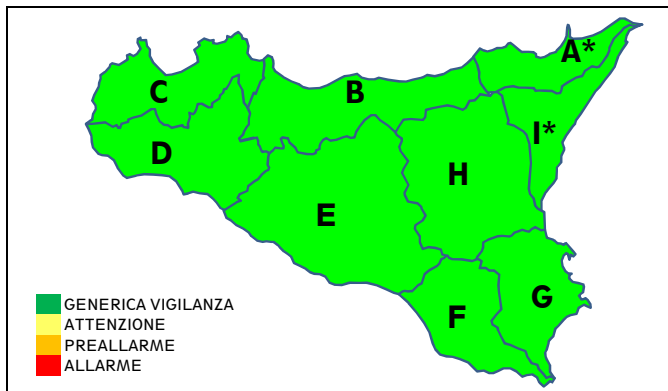 A*
C
B
I*
D
H
E
G
F
GENERICA VIGILANZA
ATTENZIONE
PREALLARME
ALLARME